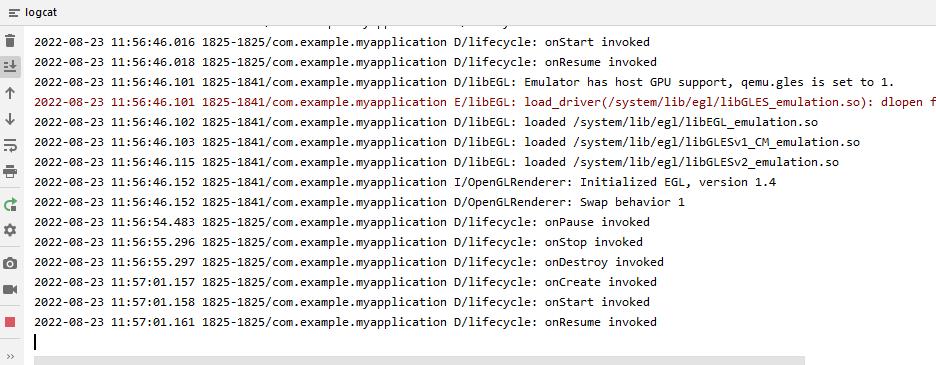 logcat
2022-08-23 11:56:46.016 1825-1825/com.example.myapplication D/lifecycle: onStart invoked
2022-08-23 11:56:46.018 1825-1825/com.example.myapplication D/lifecycle: onResume invoked
2022-08-23 11:56:46.101 1825-1841/com.example.myapplication D/libEGL: Emulator has host GPU support, qemu.gles is set to 1.
2022-08-23 11:56:46.101 1825-1841/com.example.myapplication E/libEGL: load_driver(/system/lib/egl/libGLES_emulation.so): dlopen f
2022-08-23 11:56:46.102 1825-1841/com.example.myapplication D/libEGL: loaded /system/lib/egl/libEGL_emulation.so
2022-08-23 11:56:46.103 1825-1841/com.example.myapplication D/libEGL: loaded /system/lib/egl/libGLESv1_CM_emulation.so
2022-08-23 11:56:46.115 1825-1841/com.example.myapplication D/libEGL: loaded /system/lib/egl/libGLESv2_emulation.so
2022-08-23 11:56:46.152 1825-1841/com.example.myapplication I/OpenGLRenderer: Initialized EGL, version 1.4
2022-08-23 11:56:46.152 1825-1841/com.example.myapplication D/OpenGLRenderer: Swap behavior 1
2022-08-23 11:56:54.483 1825-1825/com.example.myapplication D/lifecycle: onPause invoked
2022-08-23 11:56:55.296 1825-1825/com.example.myapplication D/lifecycle: onStop invoked
2022-08-23 11:56:55.297 1825-1825/com.example.myapplication D/lifecycle: onDestroy invoked
2022-08-23 11:57:01.157 1825-1825/com.example.myapplication D/lifecycle: onCreate invoked
2022-08-23 11:57:01.158 1825-1825/com.example.myapplication D/lifecycle: onStart invoked
2022-08-23 11:57:01.161 1825-1825/com.example.myapplication D/lifecycle: onResume invoked